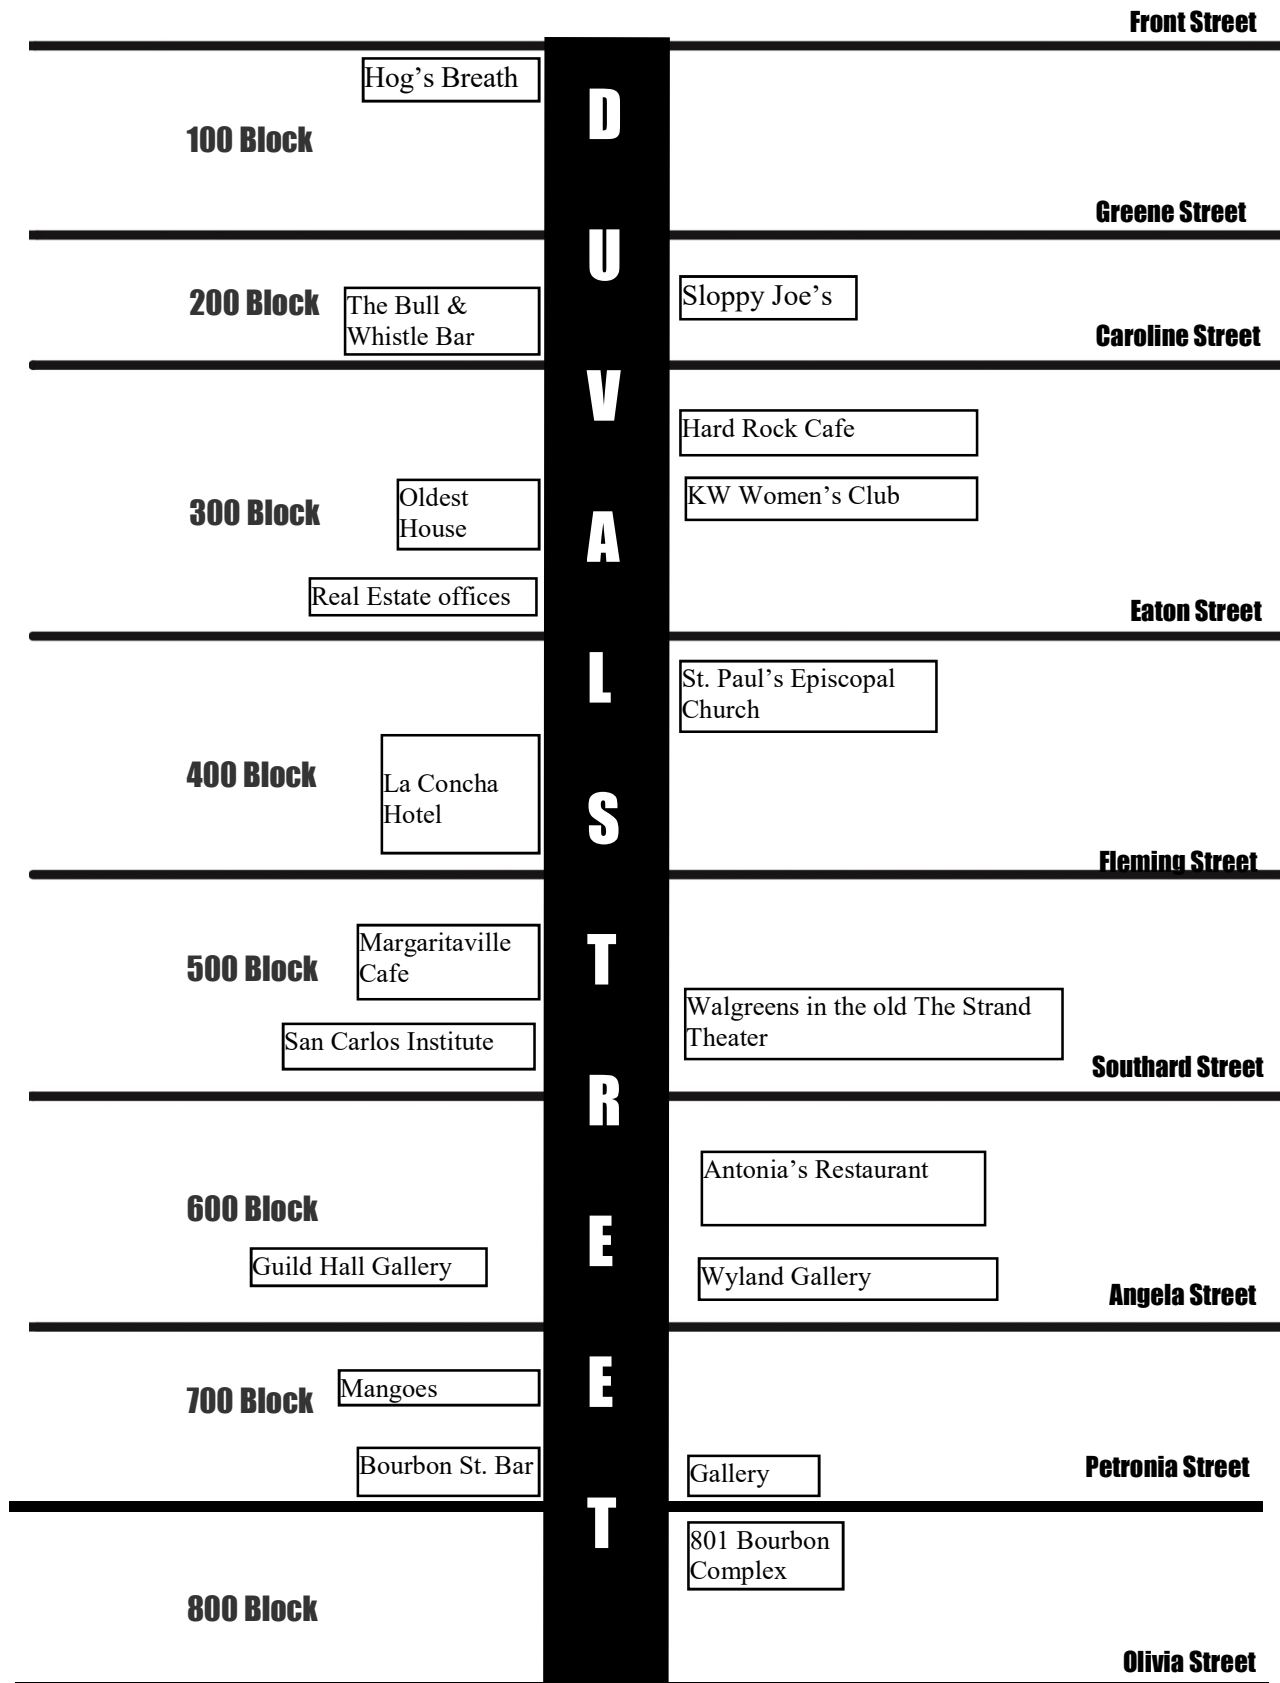 Front Street
Hog's Breath
100 Block
Greene Street
200 Block
The Bull &
Whistle Bar
Sloppy Joe's
Caroline Street
Hard Rock Cafe
KW Women's Club
300 Block
Oldest
House
Real Estate offices
Eaton Street
St. Paul's Episcopal
Church
400 Block
La Concha
Hotel
Fleming Street
500 Block
Margaritaville
Cafe
San Carlos Institute
Walgreens in the old The Strand
Theater
Southard Street
Antonia's Restaurant
600 Block
Guild Hall Gallery
Wyland Gallery
Angela Street
700 Block
Mangoes
Bourbon St. Bar
Gallery
Petronia Street
801 Bourbon
Complex
800 Block
Olivia Street
DUVAL STREET